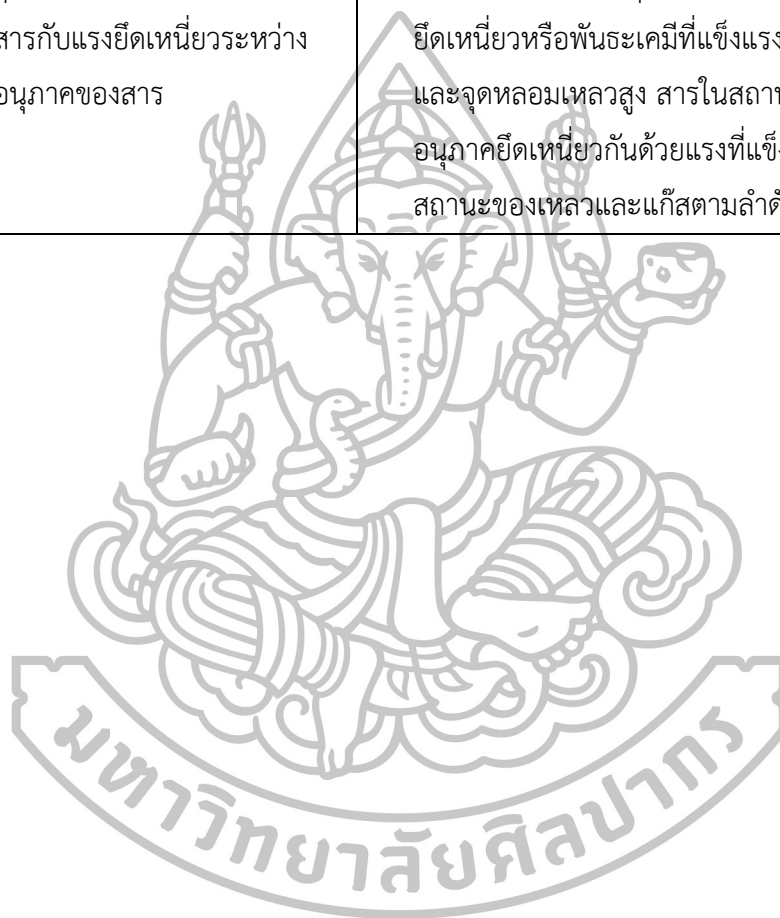 สารกับแรงยึดเหนี่ยวระหว่าง
อนุภาคของสาร
ยึดเหนี่ยวหรือพันธะเคมีที่แข็งแรง
และจุดหลอมเหลวสูง สารในสถาน
อนุภาคยึดเหนี่ยวกันด้วยแรงที่แข็ง
สถานะของเหลวและแก๊สตามลำดั
มหาวิทยาลัยศิลปากร